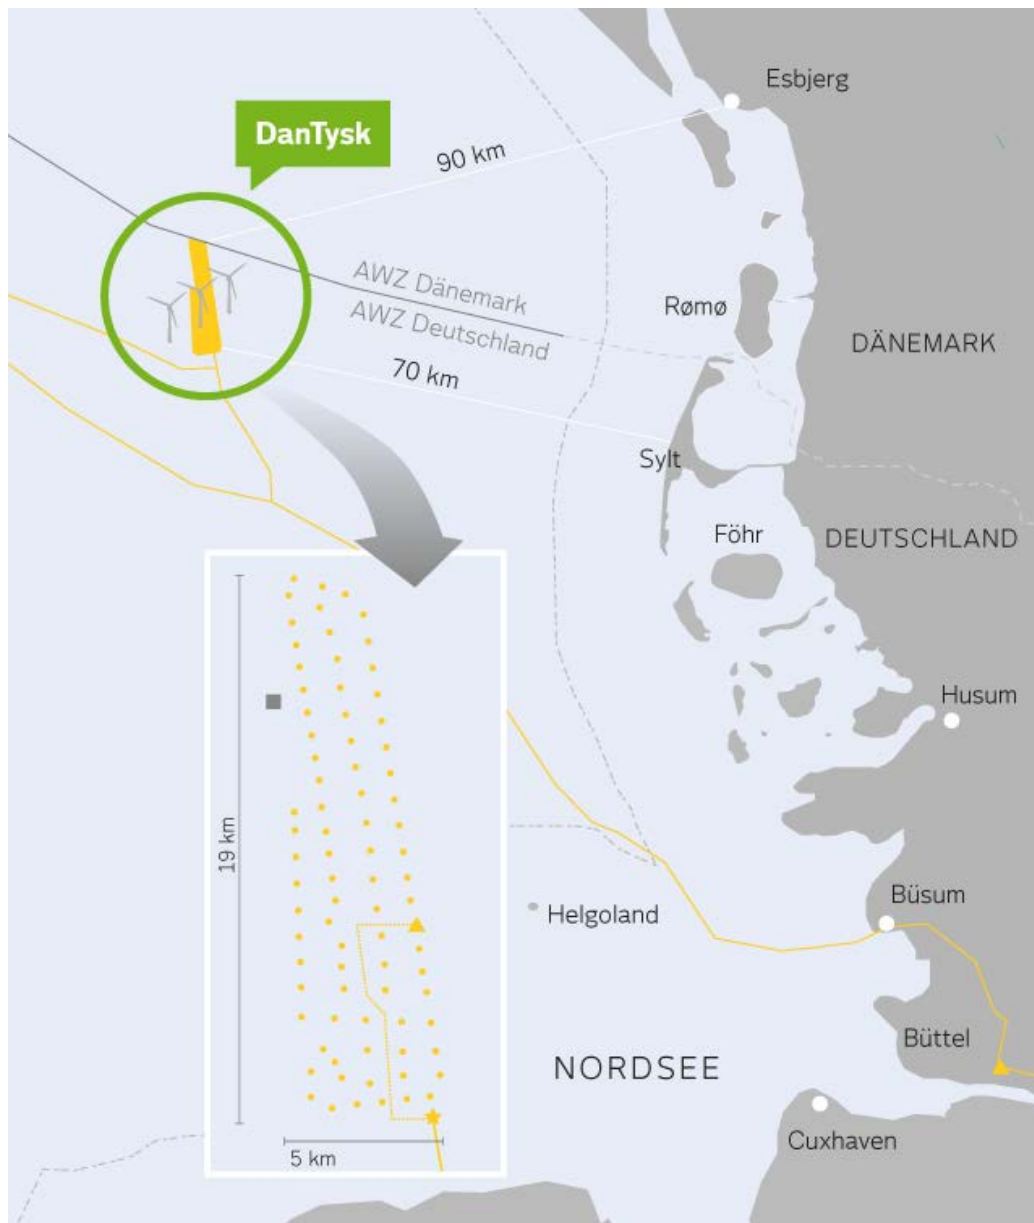 Esbjerg
DanTysk
90 km
AWZ Dänemark
AWZ Deutschland
Rømø
DÄNEMARK
70 km
Sylt
Föhr
DEUTSCHLAND
Husum
19 km
Büsum
Helgoland
Büttel
NORDSEE
Cuxhaven
5 km